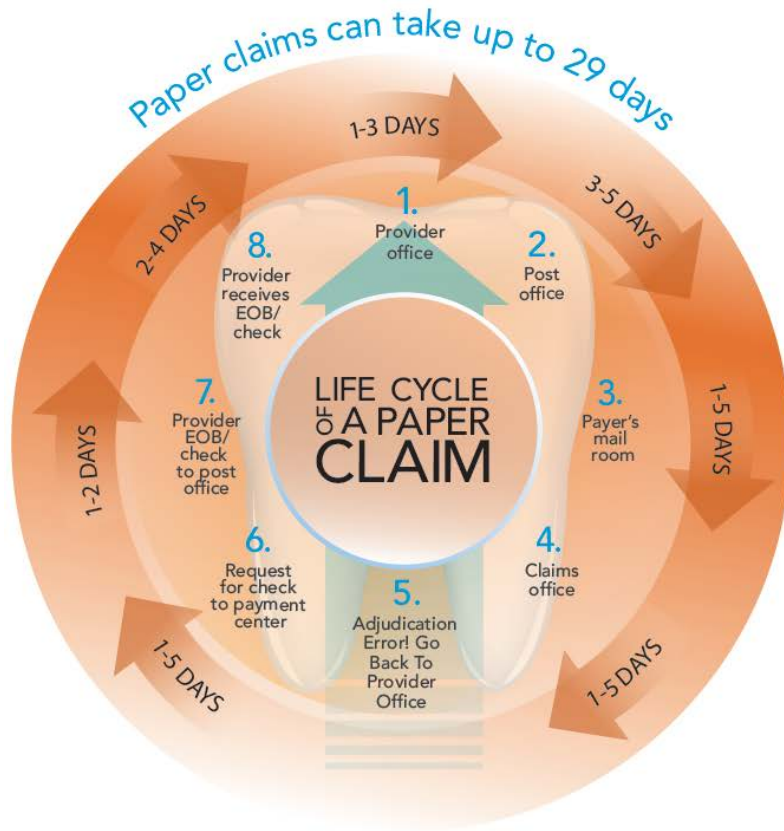 Paper claims can take up to 29 days
1-3 DAYS
3-5 DAYS
1-5 DAYS
1-5 DAYS
1-5 DAYS
1-2 DAYS
2-4 DAYS
1.
Provider
office
2.
Post
office
3.
Payer's
mail
room
4.
Claims
office
5.
Adjudication
Error! Go
Back To
Provider
Office
6.
Request
for check
to payment
center
7.
Provider
EOB/
check
to post
office
8.
Provider
receives
EOB/
check
LIFE CYCLE
OF A PAPER
CLAIM